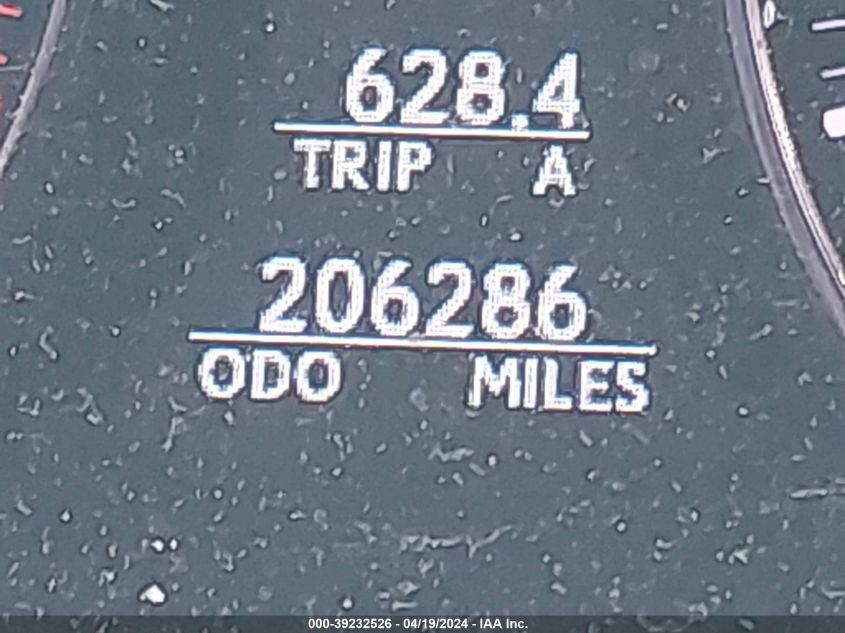 628.4
TRIP A
206286
ODO MILES
000-39232526 - 04/19/2024 - IAA Inc.